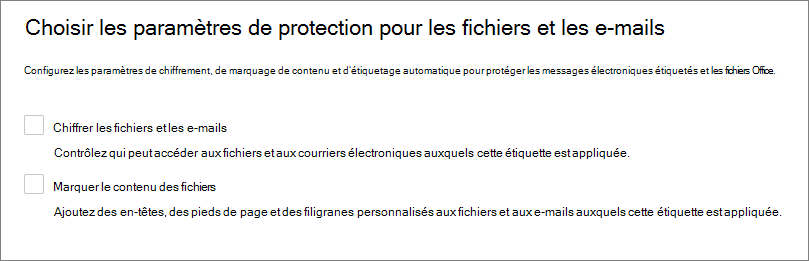 Choisir les paramètres de protection pour les fichiers et les e-mails
Configurez les paramètres de chiffrement, de marquage de contenu et d'étiquetage automatique pour protéger les messages électroniques étiquetés et les fichiers Office.
Chiffrer les fichiers et les e-mails
Contrôlez qui peut accéder aux fichiers et aux courriers électroniques auxquels cette étiquette est appliquée.
Marquer le contenu des fichiers
Ajoutez des en-têtes, des pieds de page et des filigranes personnalisés aux fichiers et aux e-mails auxquels cette étiquette est appliquée.